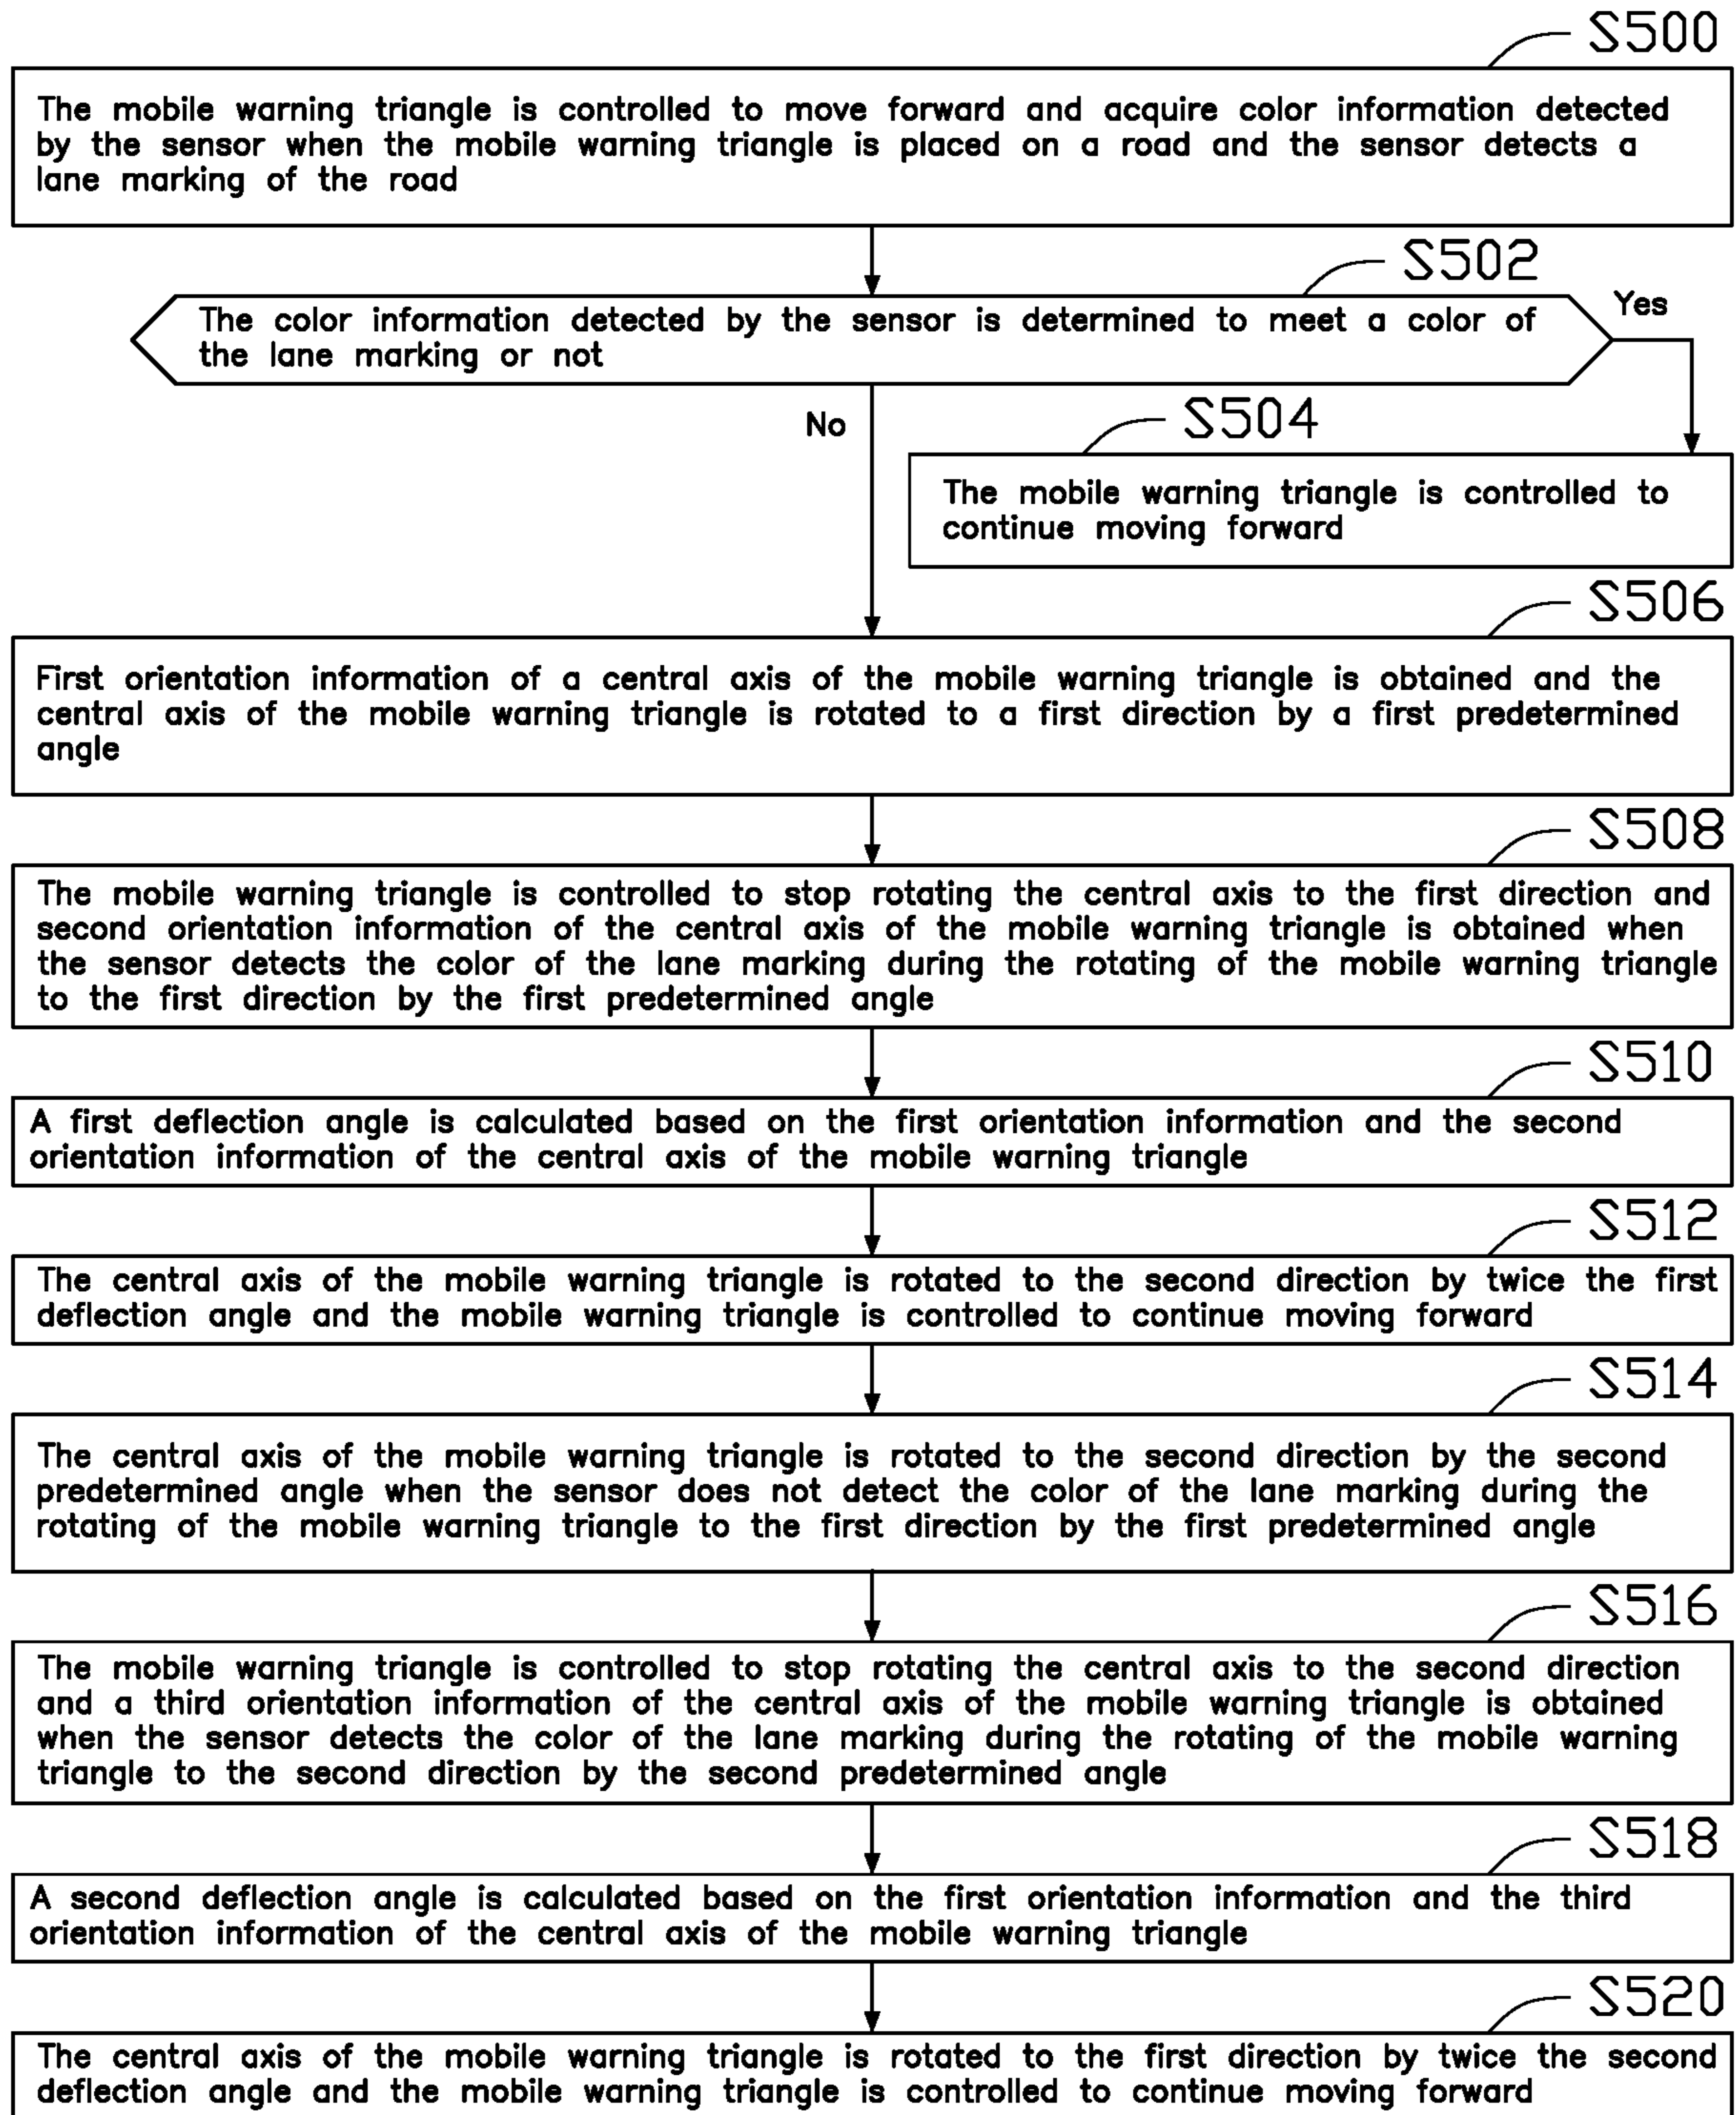 S500
The mobile warning triangle is controlled to move forward and acquire color information detected
by the sensor when the mobile warning triangle is placed on a road and the sensor detects a
lane marking of the road
S502
The color information detected by the sensor is determined to meet a color of
the lane marking or not
Yes
No
S504
The mobile warning triangle is controlled to
continue moving forward
S506
First orientation information of a central axis of the mobile warning triangle is obtained and the
central axis of the mobile warning triangle is rotated to a first direction by a first predetermined
angle
S508
The mobile warning triangle is controlled to stop rotating the central axis to the first direction and
second orientation information of the central axis of the mobile warning triangle is obtained when
the sensor detects the color of the lane marking during the rotating of the mobile warning triangle
to the first direction by the first predetermined angle
S510
A first deflection angle is calculated based on the first orientation information and the second
orientation information of the central axis of the mobile warning triangle
S512
The central axis of the mobile warning triangle is rotated to the second direction by twice the first
deflection angle and the mobile warning triangle is controlled to continue moving forward
S514
The central axis of the mobile warning triangle is rotated to the second direction by the second
predetermined angle when the sensor does not detect the color of the lane marking during the
rotating of the mobile warning triangle to the first direction by the first predetermined angle
S516
The mobile warning triangle is controlled to stop rotating the central axis to the second direction
and a third orientation information of the central axis of the mobile warning triangle is obtained
when the sensor detects the color of the lane marking during the rotating of the mobile warning
triangle to the second direction by the second predetermined angle
S518
A second deflection angle is calculated based on the first orientation information and the third
orientation information of the central axis of the mobile warning triangle
S520
The central axis of the mobile warning triangle is rotated to the first direction by twice the second
deflection angle and the mobile warning triangle is controlled to continue moving forward